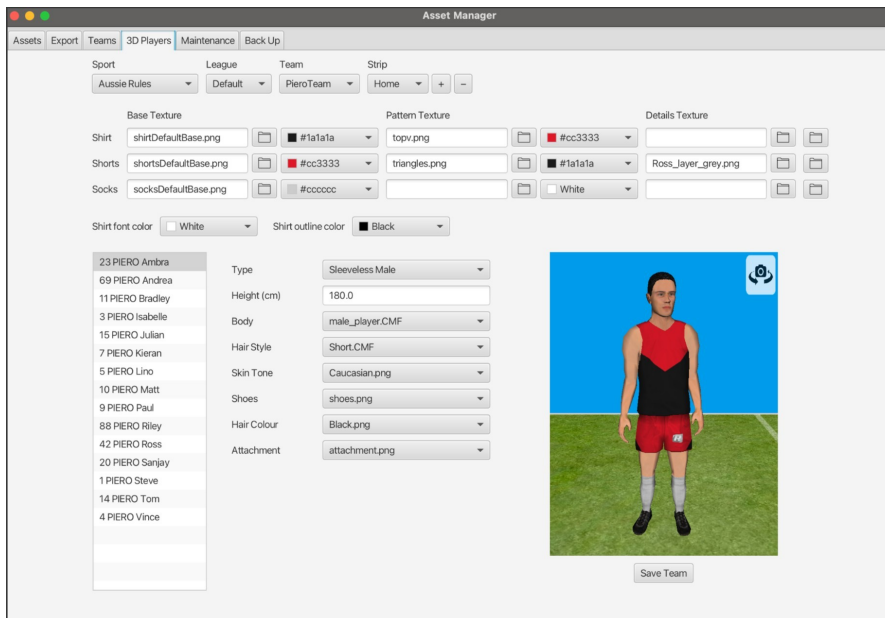 Asset Manager
Assets Export Teams 3D Players Maintenance Back Up
Sport League Team Strip
Aussie Rules Default PieroTeam Home + −
Base Texture Pattern Texture Details Texture
Shirt shirtDefaultBase.png #1a1a1a topv.png #cc3333
Shorts shortsDefaultBase.png #cc3333 triangles.png #1a1a1a Ross_layer_grey.png
Socks socksDefaultBase.png #cccccc White
Shirt font color White Shirt outline color Black
23 PIERO Ambra
69 PIERO Andrea
11 PIERO Bradley
3 PIERO Isabelle
15 PIERO Julian
7 PIERO Kieran
5 PIERO Lino
10 PIERO Matt
9 PIERO Paul
88 PIERO Riley
42 PIERO Ross
20 PIERO Sanjay
1 PIERO Steve
14 PIERO Tom
4 PIERO Vince
Type Sleeveless Male
Height (cm) 180.0
Body male_player.CMF
Hair Style Short.CMF
Skin Tone Caucasian.png
Shoes shoes.png
Hair Colour Black.png
Attachment attachment.png
Save Team